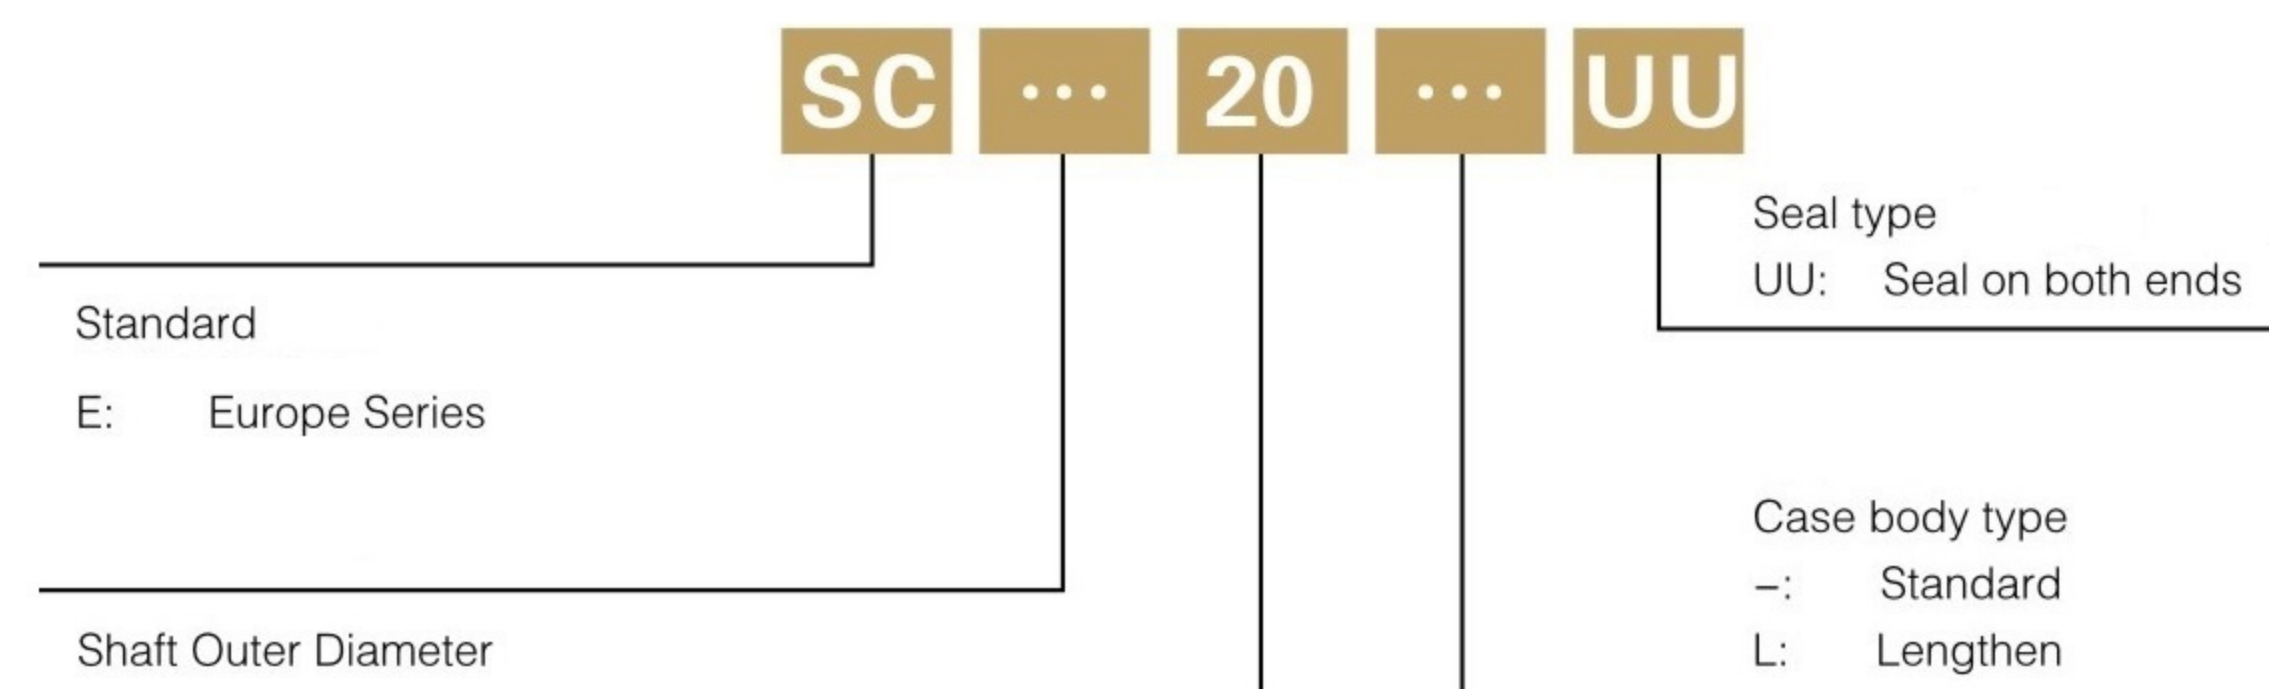 SC ··· 20 ··· UU
Seal type
UU: Seal on both ends
Standard
E: Europe Series
Case body type
–: Standard
L: Lengthen
Shaft Outer Diameter